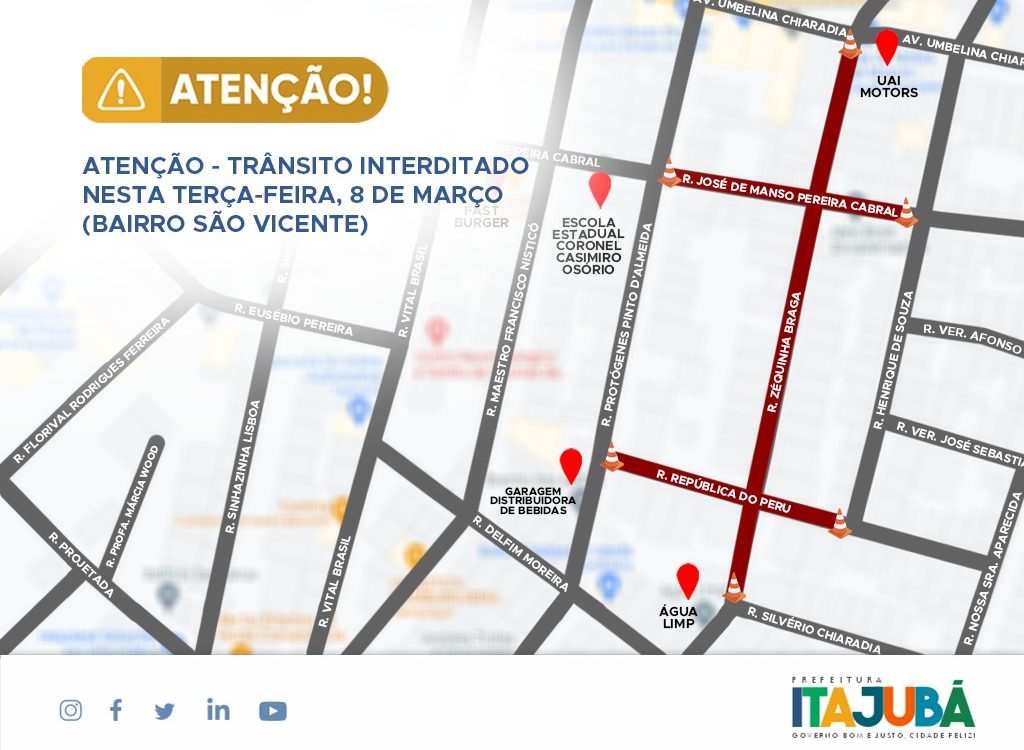 ATENÇÃO!
ATENÇÃO - TRÂNSITO INTERDITADO
NESTA TERÇA-FEIRA, 8 DE MARÇO
(BAIRRO SÃO VICENTE)
AV. UMBELINA CHIARADIA
AV. UMBELINA CHIAR
UAI
MOTORS
PEREIRA CABRAL
R. JOSÉ DE MANSO PEREIRA CABRAL
FAST
BURGER
ESCOLA
ESTADUAL
CORONEL
CASIMIRO
OSÓRIO
R. EUSÉBIO PEREIRA
R. VITAL BRASIL
R. MAESTRO FRANCISCO NISTICÓ
R. PROTÓGENES PINTO D'ALMEIDA
R. ZÉQUINHA BRAGA
R. HENRIQUE DE SOUZA
R. VER. AFONSO
R. FLORIVAL RODRIGUES FERREIRA
R. SINHAZINHA LISBOA
R. PROFA. MÁRCIA WOOD
R. VER. JOSÉ SEBASTI
GARAGEM
DISTRIBUIDORA
DE BEBIDAS
R. REPÚBLICA DO PERU
R. PROJETADA
R. VITAL BRASIL
R. DELFIM MOREIRA
R. NOSSA SRA. APARECIDA
ÁGUA
LIMP
R. SILVÉRIO CHIARADIA
PREFEITURA
ITAJUBÁ
GOVERNO BOM E JUSTO, CIDADE FELIZ!